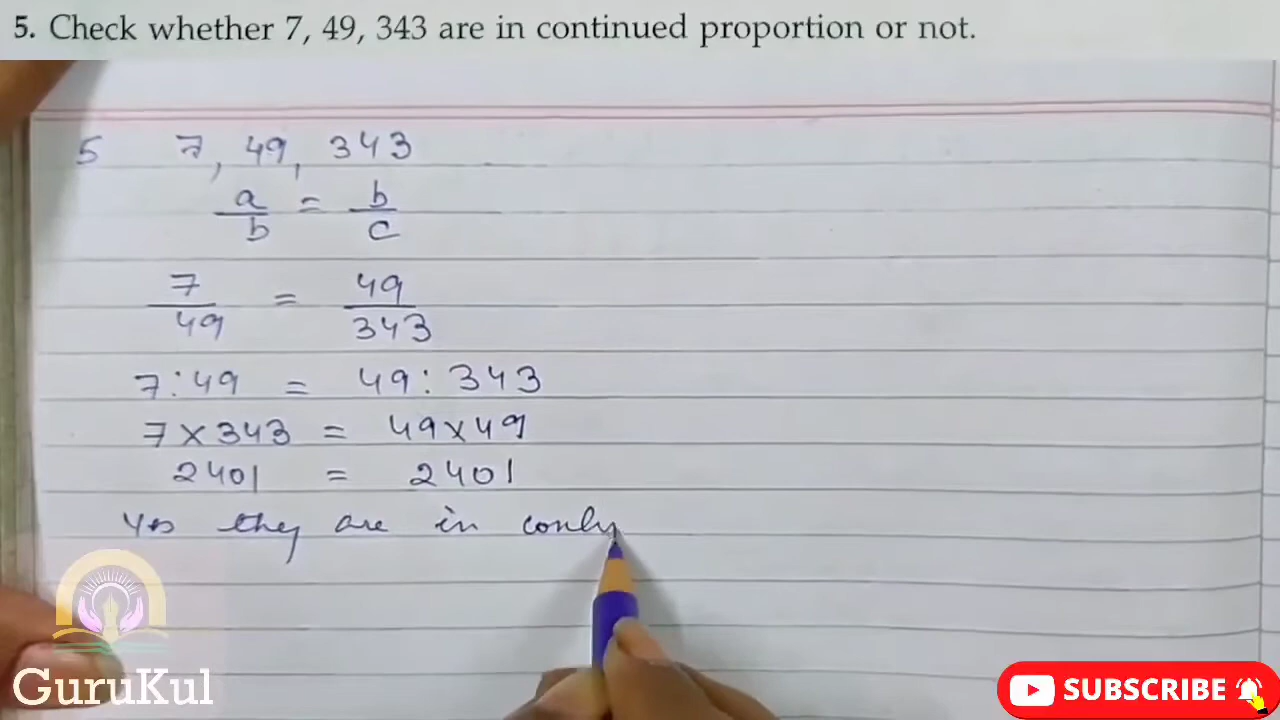 5. Check whether 7, 49, 343 are in continued proportion or not.
5 7, 49, 343
a/b = b/c
7/49 = 49/343
7:49 = 49:343
7×343 = 49×49
2401 = 2401
Yes they are in
GuruKul
SUBSCRIBE